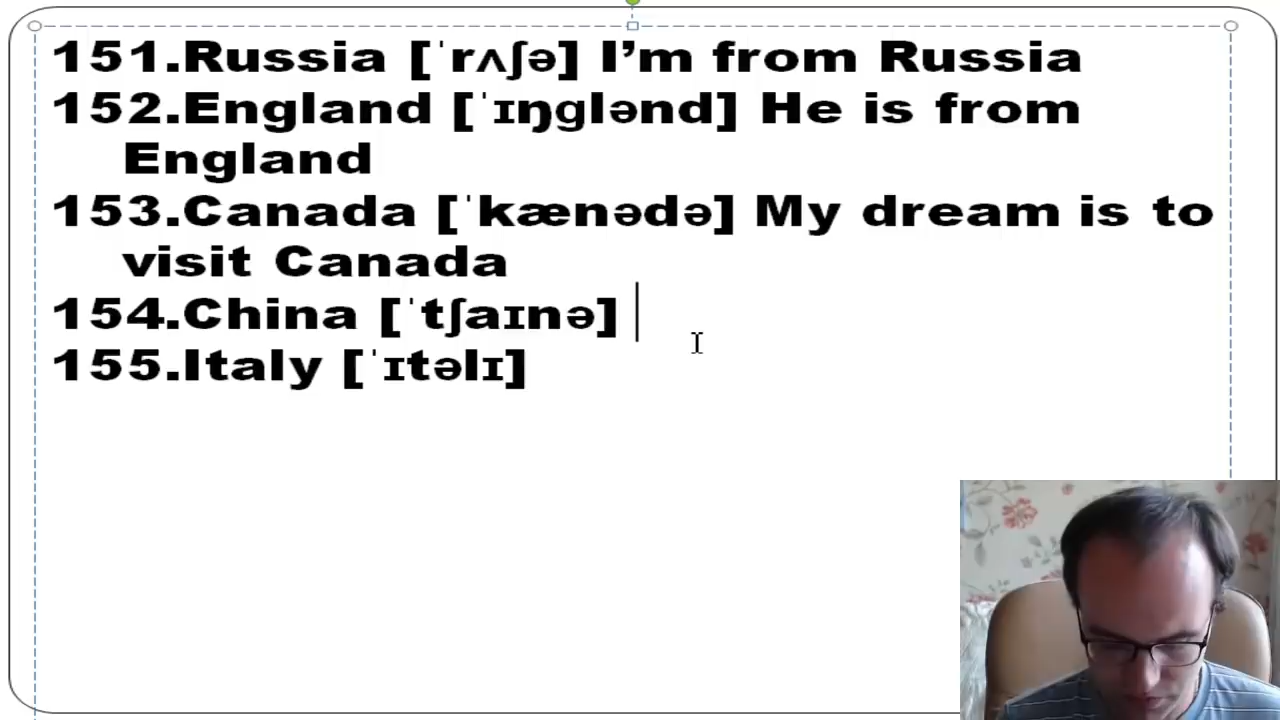 151.Russia [ˈrʌʃə] I’m from Russia
152.England [ˈɪŋglənd] He is from
England
153.Canada [ˈkænədə] My dream is to
visit Canada
154.China [ˈtʃaɪnə]
155.Italy [ˈɪtəlɪ]